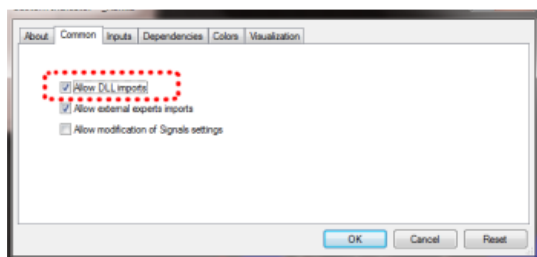 About Common Inputs Dependencies Colors Visualization
Allow DLL imports
Allow external experts imports
Allow modification of Signals settings
OK Cancel Reset